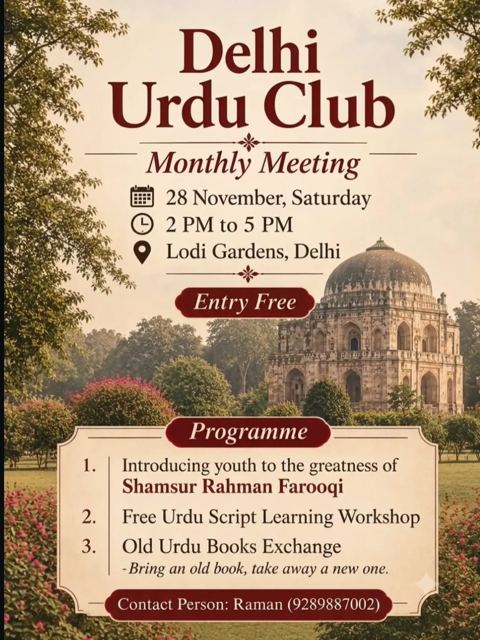 Delhi
Urdu Club
Monthly Meeting
28 November, Saturday
2 PM to 5 PM
Lodi Gardens, Delhi
Entry Free
Programme
1. Introducing youth to the greatness of
Shamsur Rahman Farooqi
2. Free Urdu Script Learning Workshop
3. Old Urdu Books Exchange
- Bring an old book, take away a new one.
Contact Person: Raman (9289887002)